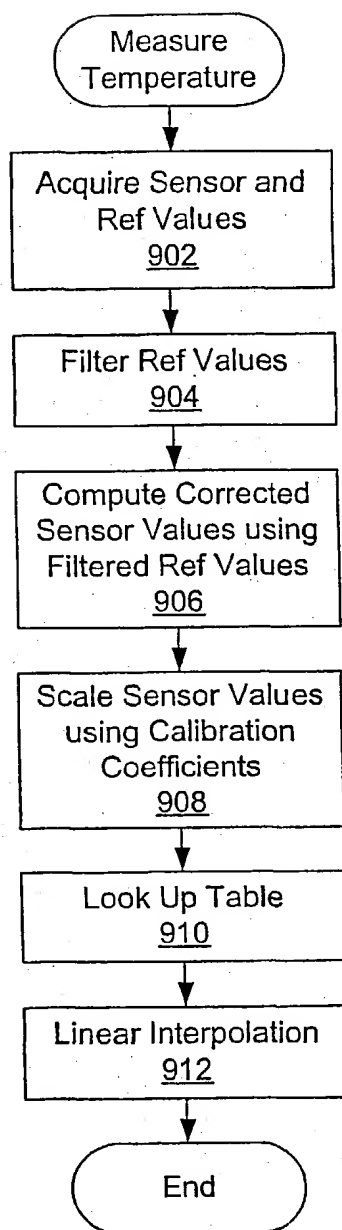 Measure
Temperature
Acquire Sensor and
Ref Values
902
Filter Ref Values
904
Compute Corrected
Sensor Values using
Filtered Ref Values
906
Scale Sensor Values
using Calibration
Coefficients
908
Look Up Table
910
Linear Interpolation
912
End